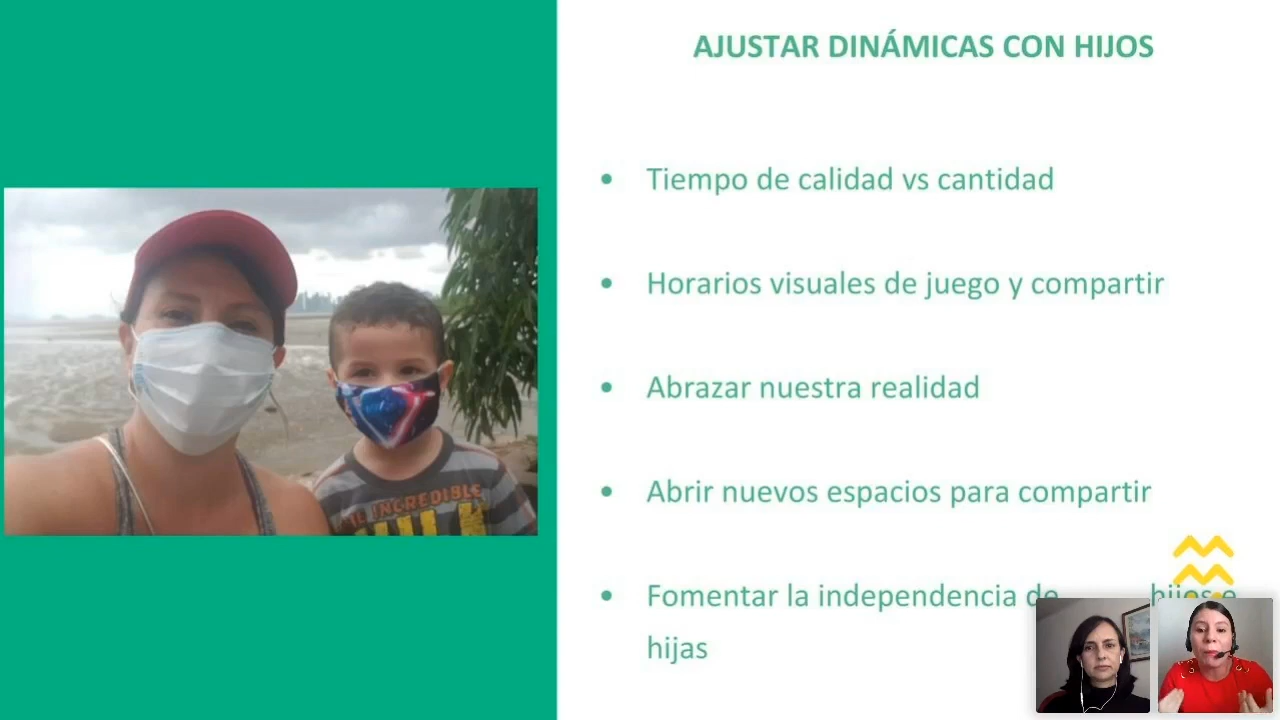 AJUSTAR DINÁMICAS CON HIJOS
• Tiempo de calidad vs cantidad
• Horarios visuales de juego y compartir
• Abrazar nuestra realidad
• Abrir nuevos espacios para compartir
• Fomentar la independencia de hijos e
hijas
INCREDIBLE